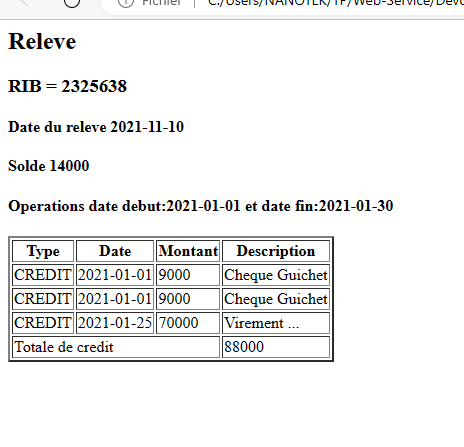 Fichier
C:/Users/NANOTEK/TP/Web-Service/Devo
Releve
RIB = 2325638
Date du releve 2021-11-10
Solde 14000
Operations date debut:2021-01-01 et date fin:2021-01-30
Type Date Montant Description
CREDIT 2021-01-01 9000 Cheque Guichet
CREDIT 2021-01-01 9000 Cheque Guichet
CREDIT 2021-01-25 70000 Virement ...
Totale de credit 88000